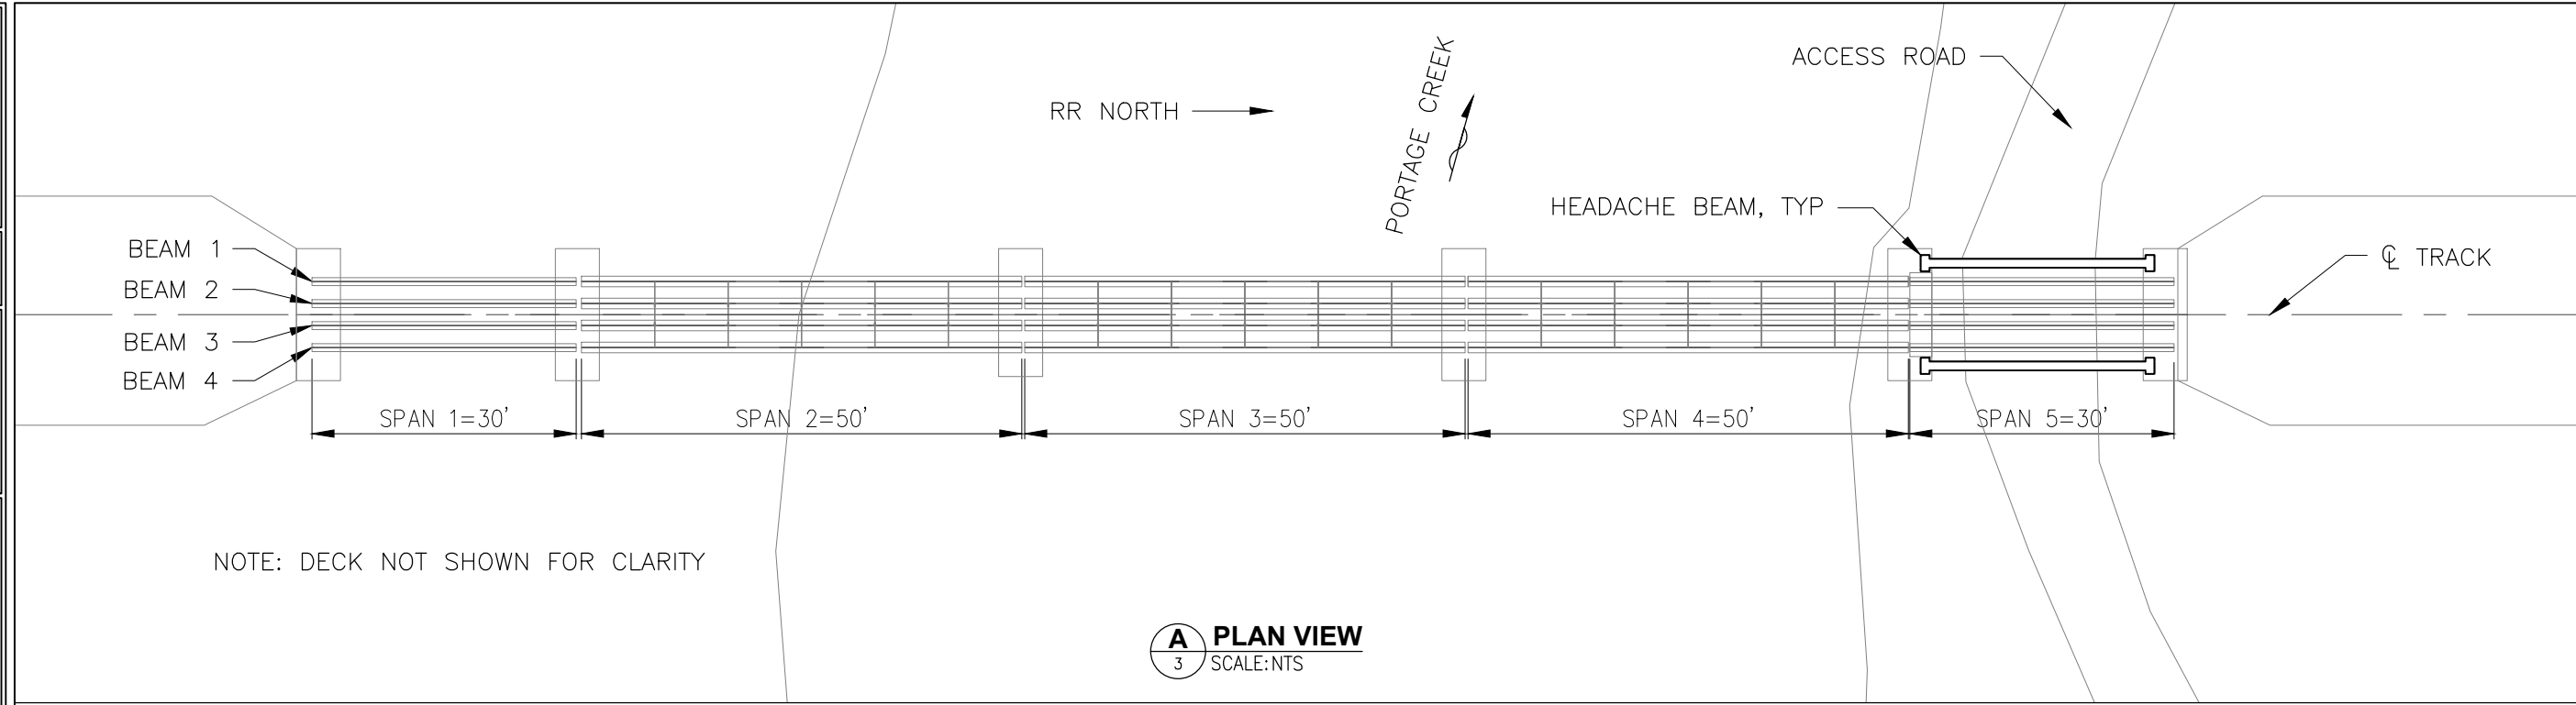 ACCESS ROAD
RR NORTH
PORTAGE CREEK
HEADACHE BEAM, TYP
BEAM 1
BEAM 2
BEAM 3
BEAM 4
℄ TRACK
SPAN 1=30'
SPAN 2=50'
SPAN 3=50'
SPAN 4=50'
SPAN 5=30'
NOTE: DECK NOT SHOWN FOR CLARITY
A PLAN VIEW
3 SCALE:NTS